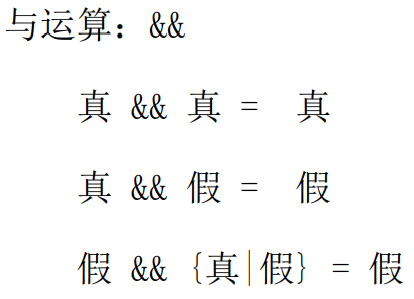 与运算：&&
真 && 真 = 真
真 && 假 = 假
假 && {真|假} = 假